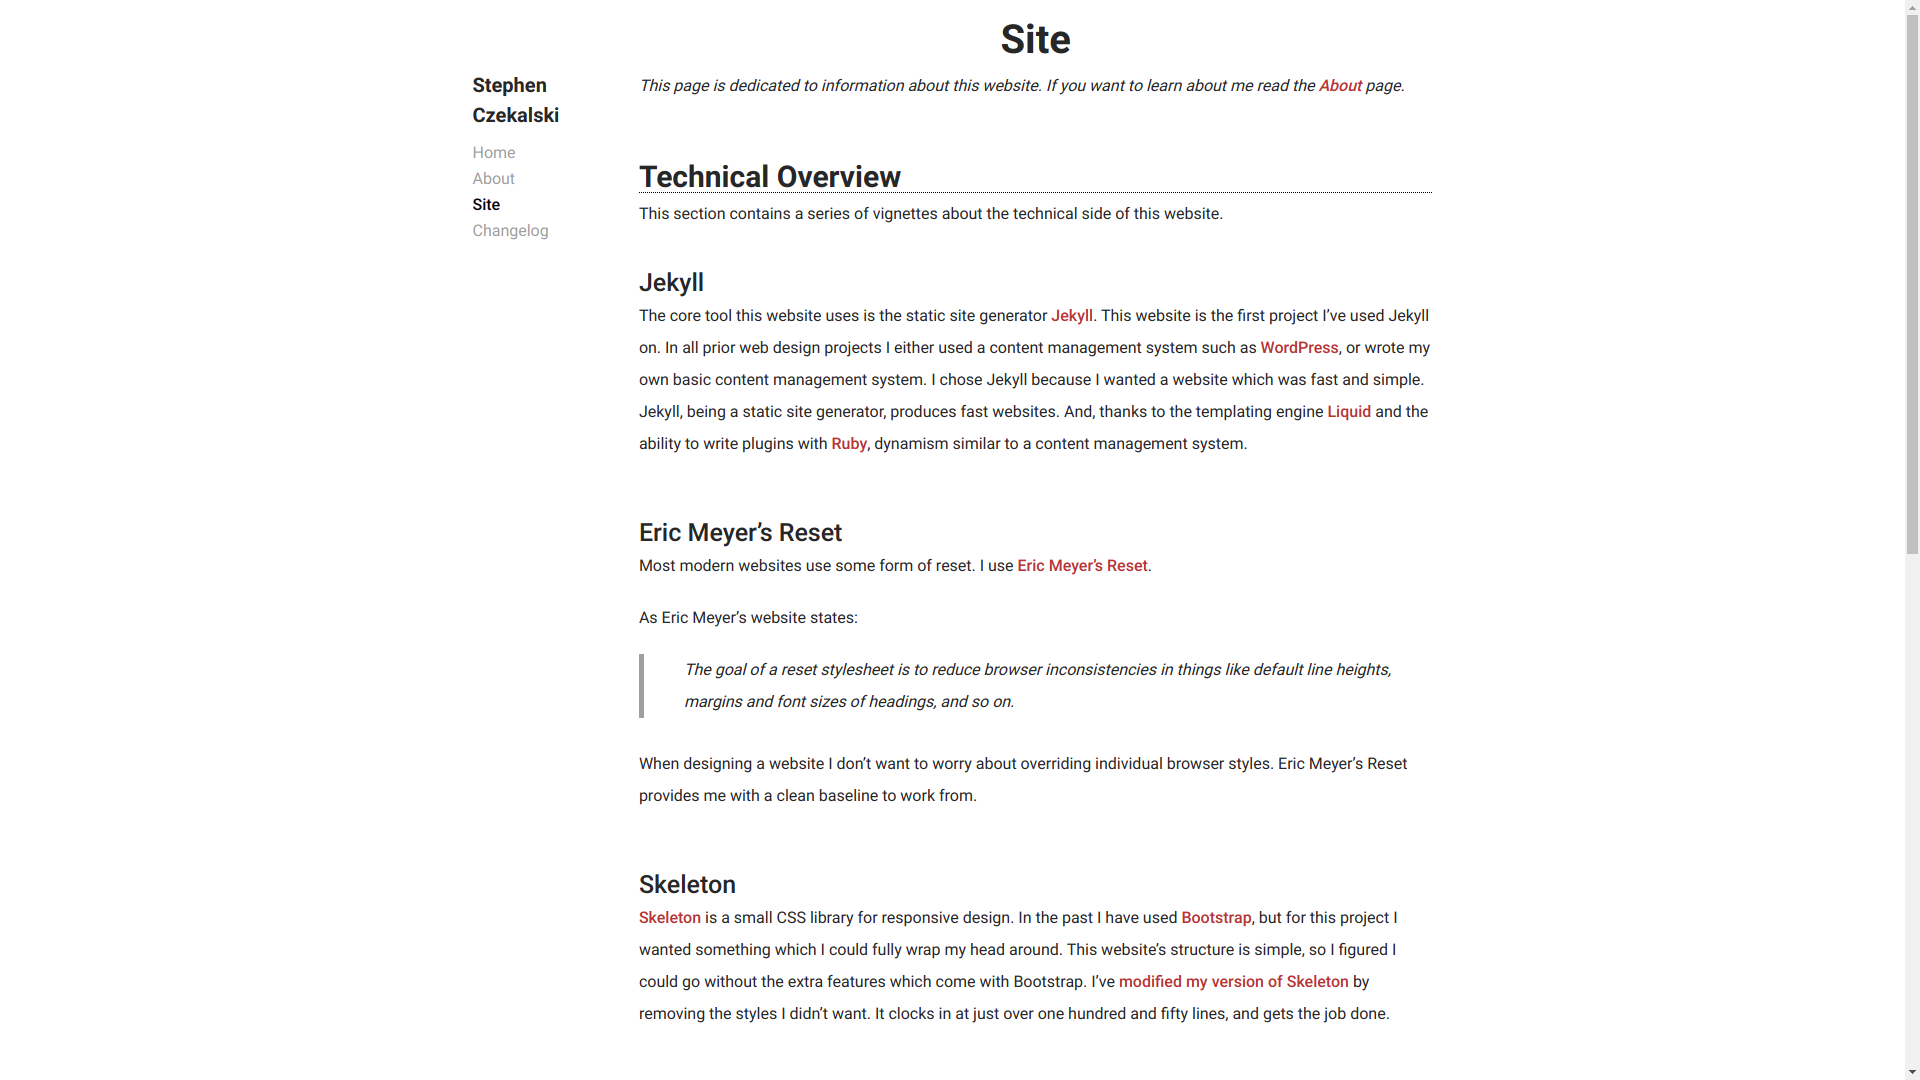 Site
Stephen
Czekalski
Home
About
Site
Changelog
This page is dedicated to information about this website. If you want to learn about me read the About page.
Technical Overview
This section contains a series of vignettes about the technical side of this website.
Jekyll
The core tool this website uses is the static site generator Jekyll. This website is the first project I’ve used Jekyll
on. In all prior web design projects I either used a content management system such as WordPress, or wrote my
own basic content management system. I chose Jekyll because I wanted a website which was fast and simple.
Jekyll, being a static site generator, produces fast websites. And, thanks to the templating engine Liquid and the
ability to write plugins with Ruby, dynamism similar to a content management system.
Eric Meyer’s Reset
Most modern websites use some form of reset. I use Eric Meyer’s Reset.
As Eric Meyer’s website states:
The goal of a reset stylesheet is to reduce browser inconsistencies in things like default line heights,
margins and font sizes of headings, and so on.
When designing a website I don’t want to worry about overriding individual browser styles. Eric Meyer’s Reset
provides me with a clean baseline to work from.
Skeleton
Skeleton is a small CSS library for responsive design. In the past I have used Bootstrap, but for this project I
wanted something which I could fully wrap my head around. This website’s structure is simple, so I figured I
could go without the extra features which come with Bootstrap. I’ve modified my version of Skeleton by
removing the styles I didn’t want. It clocks in at just over one hundred and fifty lines, and gets the job done.